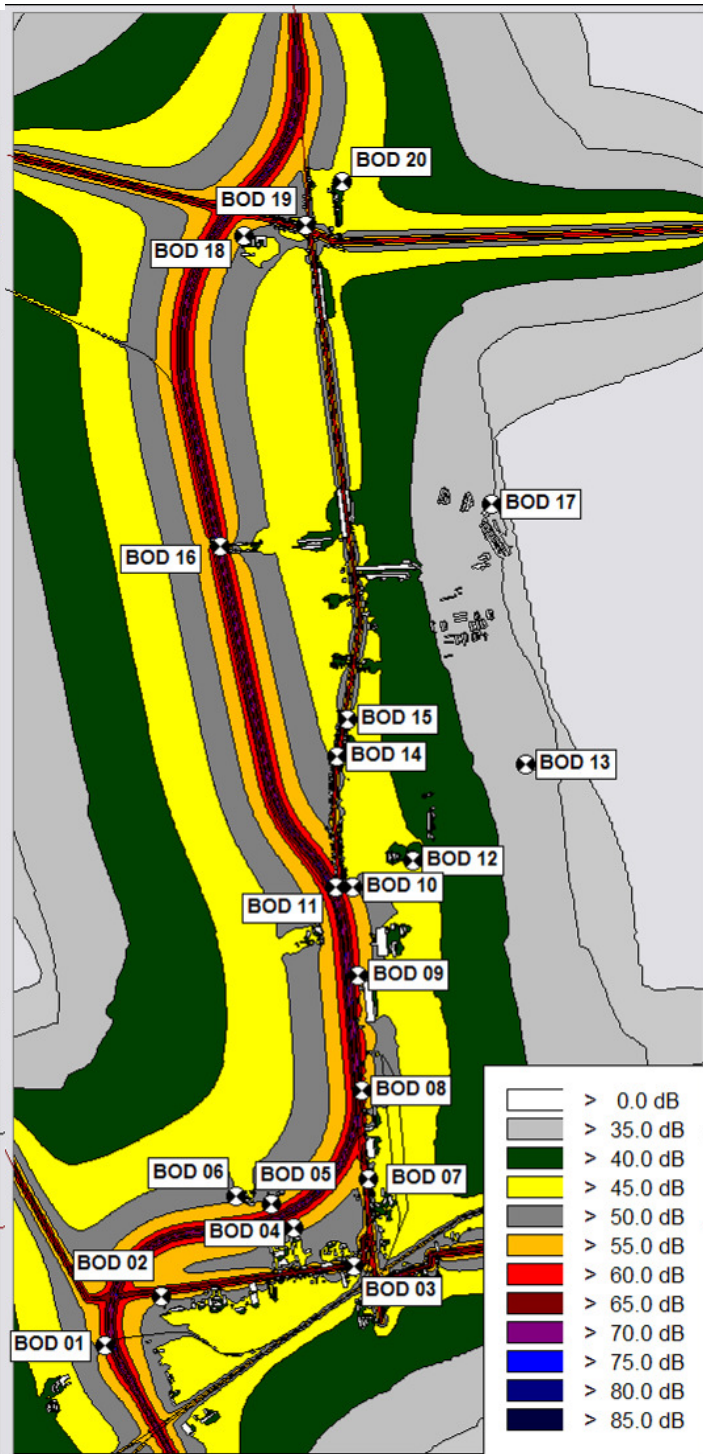 BOD 20
BOD 19
BOD 18
BOD 17
BOD 16
BOD 15
BOD 14
BOD 13
BOD 12
BOD 10
BOD 11
BOD 09
BOD 08
BOD 07
BOD 06
BOD 05
BOD 04
BOD 02
BOD 03
BOD 01
> 0.0 dB
> 35.0 dB
> 40.0 dB
> 45.0 dB
> 50.0 dB
> 55.0 dB
> 60.0 dB
> 65.0 dB
> 70.0 dB
> 75.0 dB
> 80.0 dB
> 85.0 dB